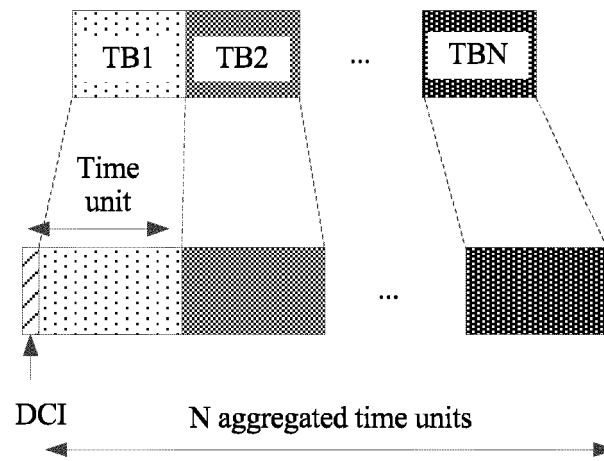 TB1 TB2 ... TBN
Time
unit
...
DCI N aggregated time units